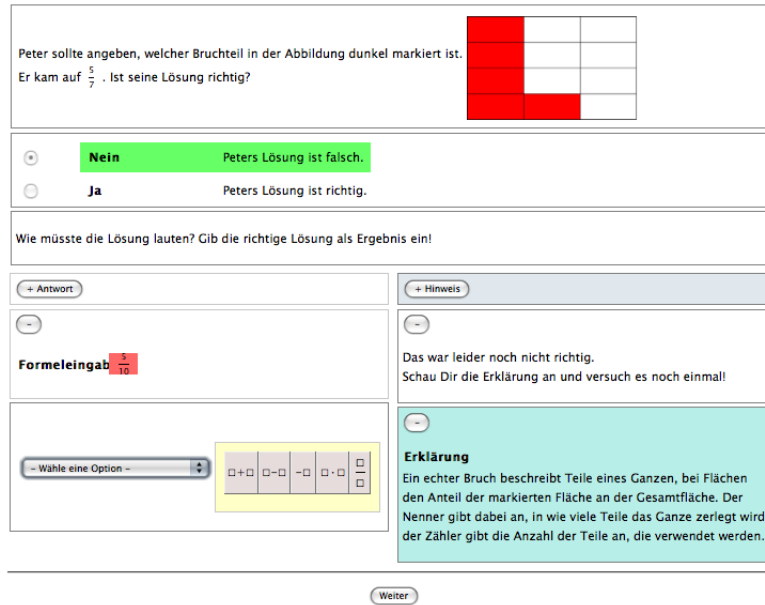 Peter sollte angeben, welcher Bruchteil in der Abbildung dunkel markiert ist.
Er kam auf 5/7 . Ist seine Lösung richtig?
Nein Peters Lösung ist falsch.
Ja Peters Lösung ist richtig.
Wie müsste die Lösung lauten? Gib die richtige Lösung als Ergebnis ein!
+ Antwort
+ Hinweis
-
Formeleingab 5/10
-
Das war leider noch nicht richtig.
Schau Dir die Erklärung an und versuch es noch einmal!
- Wähle eine Option -
□+□ □-□ -□ □·□ □/□
-
Erklärung
Ein echter Bruch beschreibt Teile eines Ganzen, bei Flächen
den Anteil der markierten Fläche an der Gesamtfläche. Der
Nenner gibt dabei an, in wie viele Teile das Ganze zerlegt wird
der Zähler gibt die Anzahl der Teile an, die verwendet werden.
Weiter